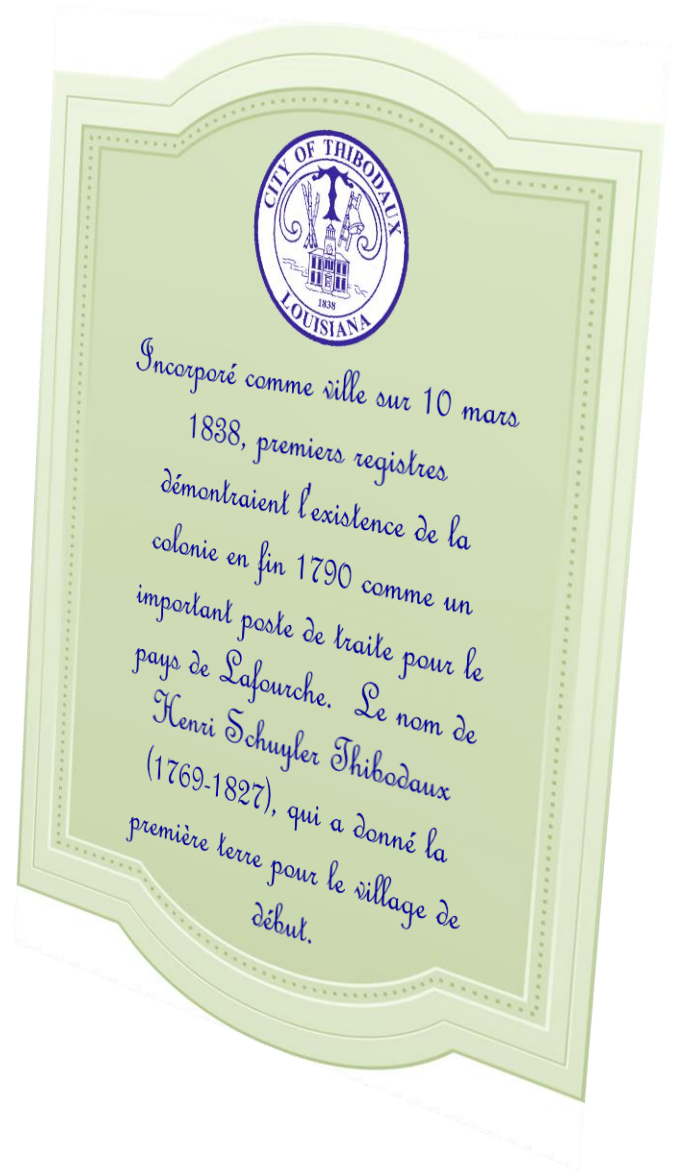 CITY OF THIBODAUX
T
1838
LOUISIANA
Incorporé comme ville sur 10 mars
1838, premiers registres
démontraient l'existence de la
colonie en fin 1790 comme un
important poste de traite pour le
pays de Lafourche. Le nom de
Henri Schuyler Thibodaux
(1769-1827), qui a donné la
première terre pour le village de
début.